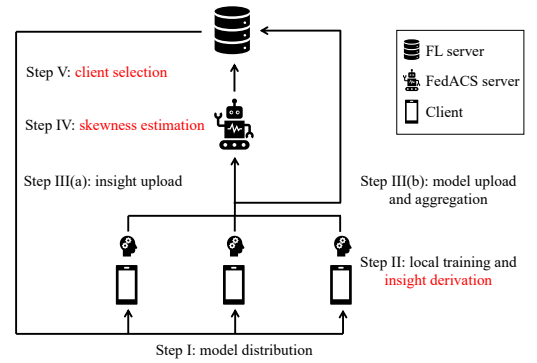 FL server
FedACS server
Client
Step V: client selection
Step IV: skewness estimation
Step III(a): insight upload
Step III(b): model upload
and aggregation
Step II: local training and
insight derivation
Step I: model distribution